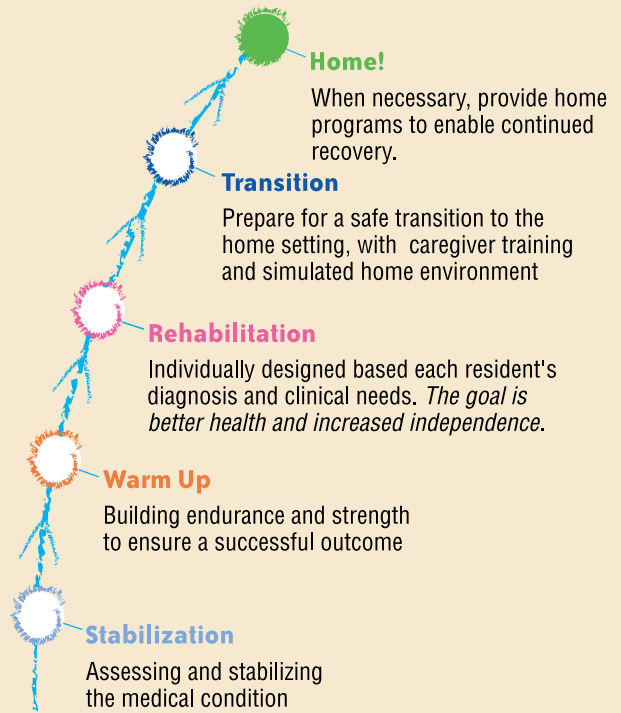 Home!
When necessary, provide home
programs to enable continued
recovery.
Transition
Prepare for a safe transition to the
home setting, with  caregiver training
and simulated home environment
Rehabilitation
Individually designed based each resident's
diagnosis and clinical needs. The goal is
better health and increased independence.
Warm Up
Building endurance and strength
to ensure a successful outcome
Stabilization
Assessing and stabilizing
the medical condition